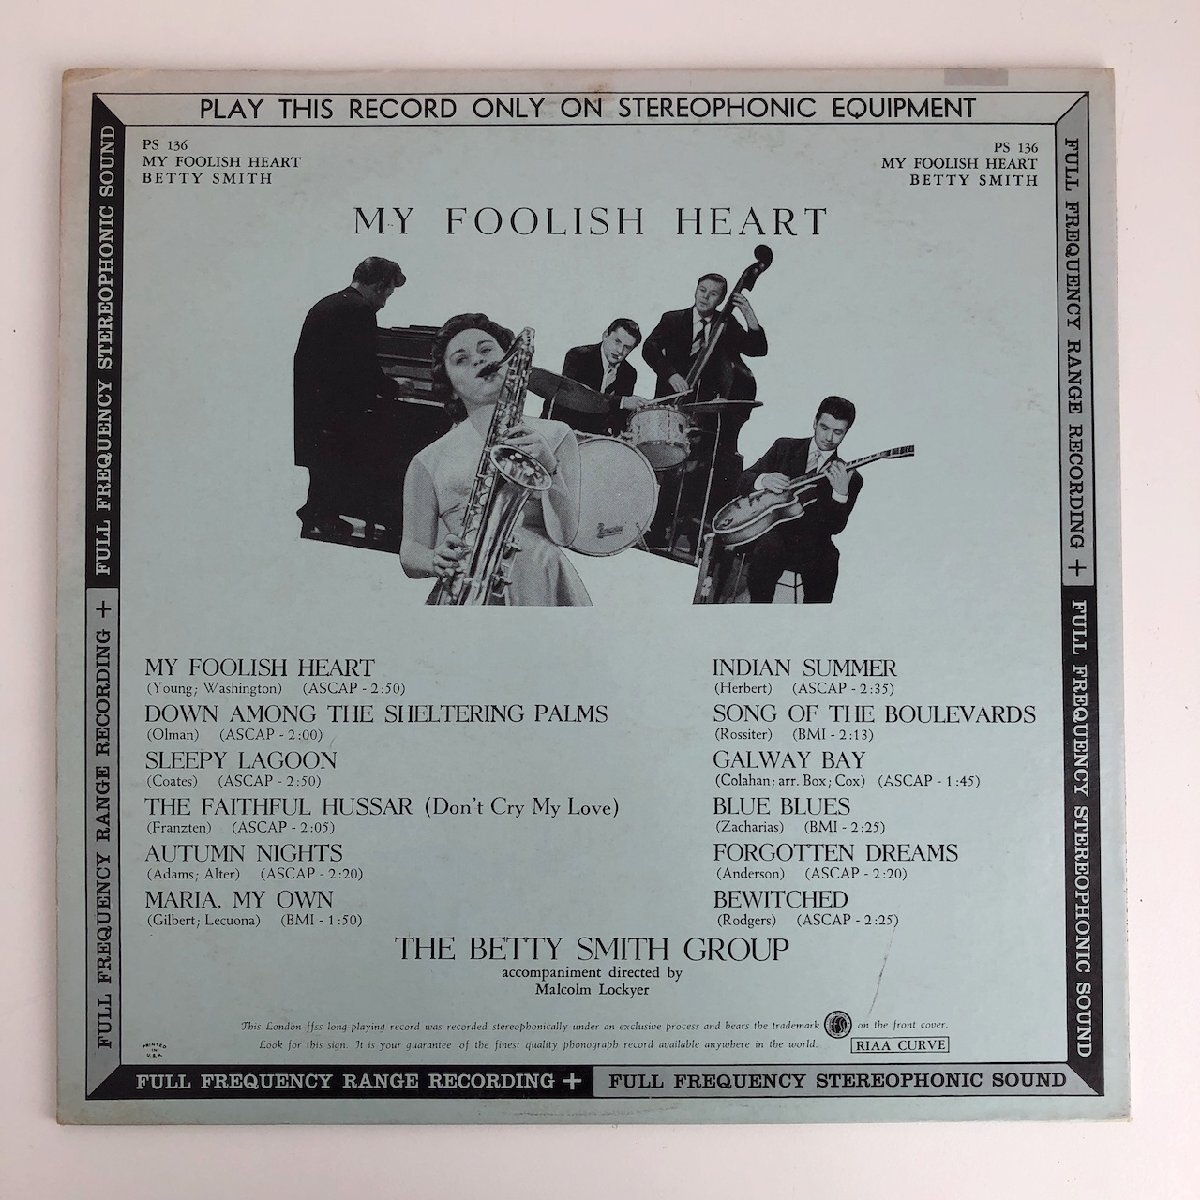 PLAY THIS RECORD ONLY ON STEREOPHONIC EQUIPMENT
PS 136
MY FOOLISH HEART
BETTY SMITH
PS 136
MY FOOLISH HEART
BETTY SMITH
MY FOOLISH HEART
MY FOOLISH HEART
(Young; Washington) (ASCAP - 2:50)
DOWN AMONG THE SHELTERING PALMS
(Olman) (ASCAP - 2:00)
SLEEPY LAGOON
(Coates) (ASCAP - 2:50)
THE FAITHFUL HUSSAR (Don't Cry My Love)
(Franzten) (ASCAP - 2:05)
AUTUMN NIGHTS
(Adams; Alter) (ASCAP - 2:20)
MARIA, MY OWN
(Gilbert; Lecuona) (BMI - 1:50)
INDIAN SUMMER
(Herbert) (ASCAP - 2:35)
SONG OF THE BOULEVARDS
(Rossiter) (BMI - 2:13)
GALWAY BAY
(Colahan; arr. Box; Cox) (ASCAP - 1:45)
BLUE BLUES
(Zacharias) (BMI - 2:25)
FORGOTTEN DREAMS
(Anderson) (ASCAP - 2:20)
BEWITCHED
(Rodgers) (ASCAP - 2:25)
THE BETTY SMITH GROUP
accompaniment directed by
Malcolm Lockyer
This London ffss long playing record was recorded stereophonically under an exclusive process and bears the trademark on the front cover.
Look for this sign. It is your guarantee of the finest quality phonograph record available anywhere in the world.
RIAA CURVE
PRINTED
IN
U.S.A.
FULL FREQUENCY RANGE RECORDING + FULL FREQUENCY STEREOPHONIC SOUND
FULL FREQUENCY RANGE RECORDING + FULL FREQUENCY STEREOPHONIC SOUND
FULL FREQUENCY RANGE RECORDING + FULL FREQUENCY STEREOPHONIC SOUND